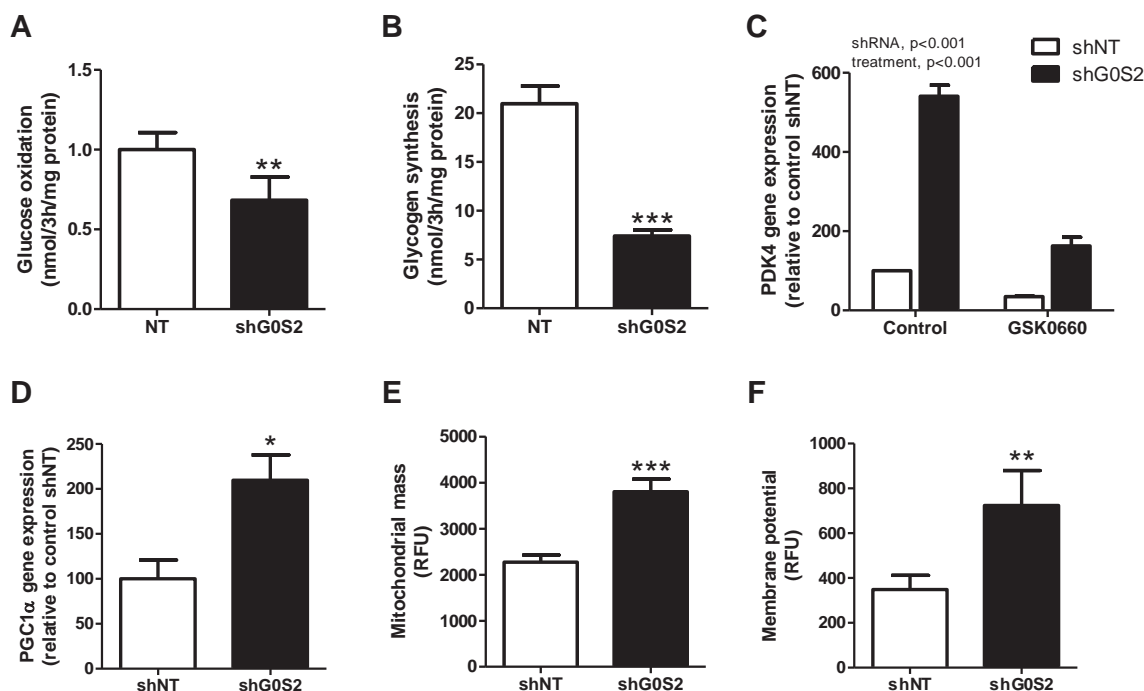 A
Glucose oxidation
(nmol/3h/mg protein)
1.5
1.0
0.5
0.0
**
NT
shG0S2
B
Glycogen synthesis
(nmol/3h/mg protein)
25
20
15
10
5
0
***
NT
shG0S2
C
shRNA, p<0.001
treatment, p<0.001
shNT
shG0S2
PDK4 gene expression
(relative to control shNT)
600
400
200
0
Control
GSK0660
D
PGC1α gene expression
(relative to control shNT)
250
200
150
100
50
0
*
shNT
shG0S2
E
Mitochondrial mass
(RFU)
5000
4000
3000
2000
1000
0
***
shNT
shG0S2
F
Membrane potential
(RFU)
1000
800
600
400
200
0
**
shNT
shG0S2